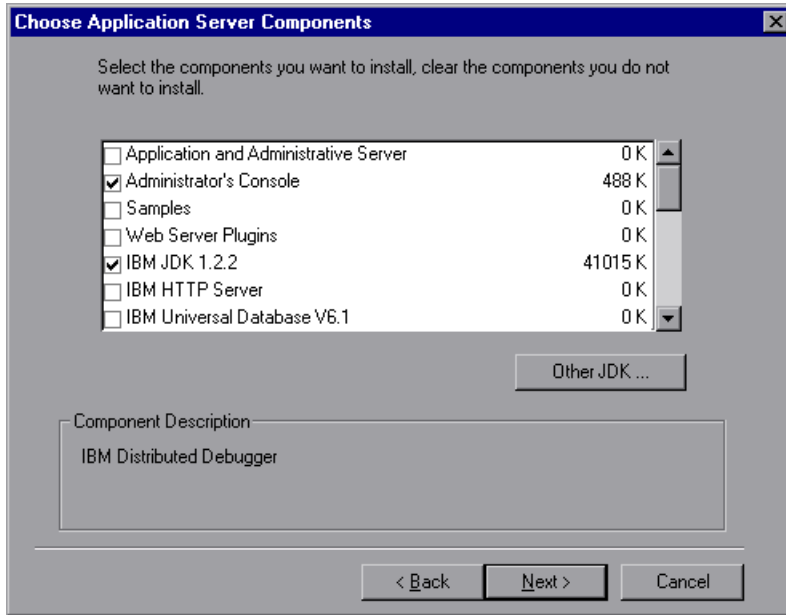 Choose Application Server Components
Select the components you want to install, clear the components you do not
want to install.
Application and Administrative Server 0 K
Administrator's Console 488 K
Samples 0 K
Web Server Plugins 0 K
IBM JDK 1.2.2 41015 K
IBM HTTP Server 0 K
IBM Universal Database V6.1 0 K
Other JDK ...
Component Description
IBM Distributed Debugger
< Back Next > Cancel